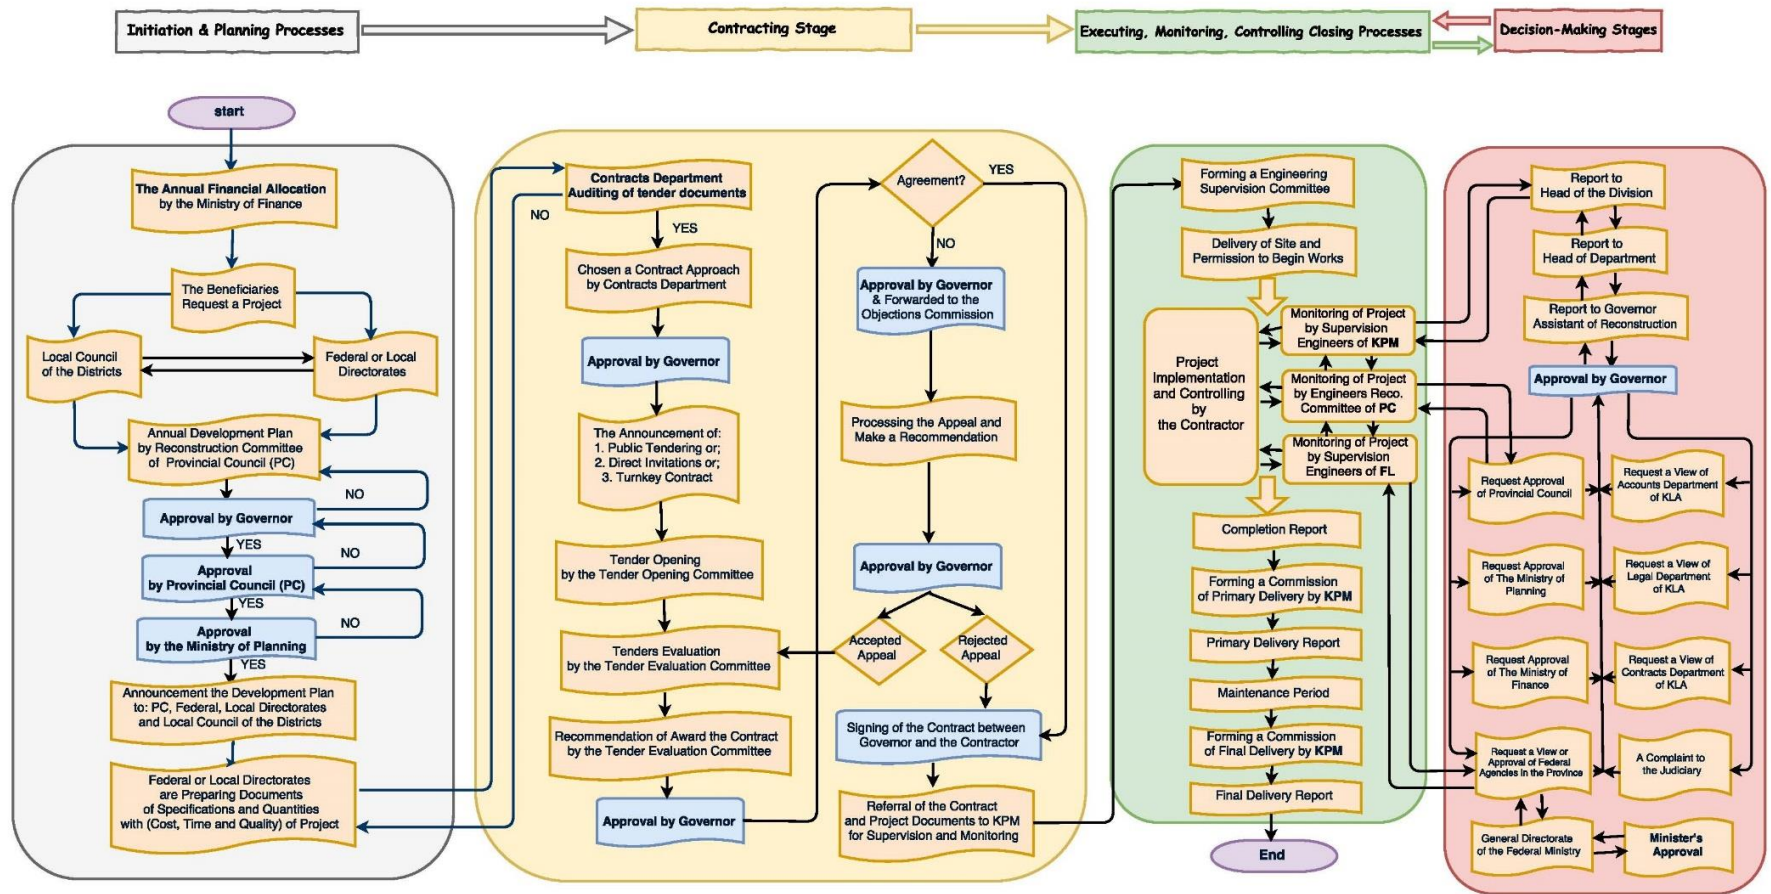 Initiation & Planning Processes
Contracting Stage
Executing, Monitoring, Controlling Closing Processes
Decision-Making Stages
start
The Annual Financial Allocation
by the Ministry of Finance
The Beneficiaries
Request a Project
Local Council
of the Districts
Federal or Local
Directorates
Annual Development Plan
by Reconstruction Committee
of Provincial Council (PC)
NO
Approval by Governor
YES
NO
Approval
by Provincial Council (PC)
YES
NO
Approval
by the Ministry of Planning
YES
Announcement the Development Plan
to: PC, Federal, Local Directorates
and Local Council of the Districts
Federal or Local Directorates
are Preparing Documents
of Specifications and Quantities
with (Cost, Time and Quality) of Project
Contracts Department
Auditing of tender documents
NO
YES
Chosen a Contract Approach
by Contracts Department
Approval by Governor
The Announcement of:
1. Public Tendering or;
2. Direct Invitations or;
3. Turnkey Contract
Tender Opening
by the Tender Opening Committee
Tenders Evaluation
by the Tender Evaluation Committee
Recommendation of Award the Contract
by the Tender Evaluation Committee
Approval by Governor
Agreement?
YES
NO
Approval by Governor
& Forwarded to the
Objections Commission
Processing the Appeal and
Make a Recommendation
Approval by Governor
Accepted
Appeal
Rejected
Appeal
Signing of the Contract between
Governor and the Contractor
Referral of the Contract
and Project Documents to KPM
for Supervision and Monitoring
Forming a Engineering
Supervision Committee
Delivery of Site and
Permission to Begin Works
Project
Implementation
and Controlling
by
the Contractor
Monitoring of Project
by Supervision
Engineers of KPM
Monitoring of Project
by Engineers Reco.
Committee of PC
Monitoring of Project
by Supervision
Engineers of FL
Completion Report
Forming a Commission
of Primary Delivery by KPM
Primary Delivery Report
Maintenance Period
Forming a Commission
of Final Delivery by KPM
Final Delivery Report
End
Report to
Head of the Division
Report to
Head of Department
Report to Governor
Assistant of Reconstruction
Approval by Governor
Request Approval
of Provincial Council
Request a View of
Accounts Department
of KLA
Request Approval
of The Ministry of
Planning
Request a View of
Legal Department
of KLA
Request Approval
of The Ministry of
Finance
Request a View of
Contracts Department
of KLA
Request a View or
Approval of Federal
Agencies in the Province
A Complaint to
the Judiciary
General Directorate
of the Federal Ministry
Minister's
Approval